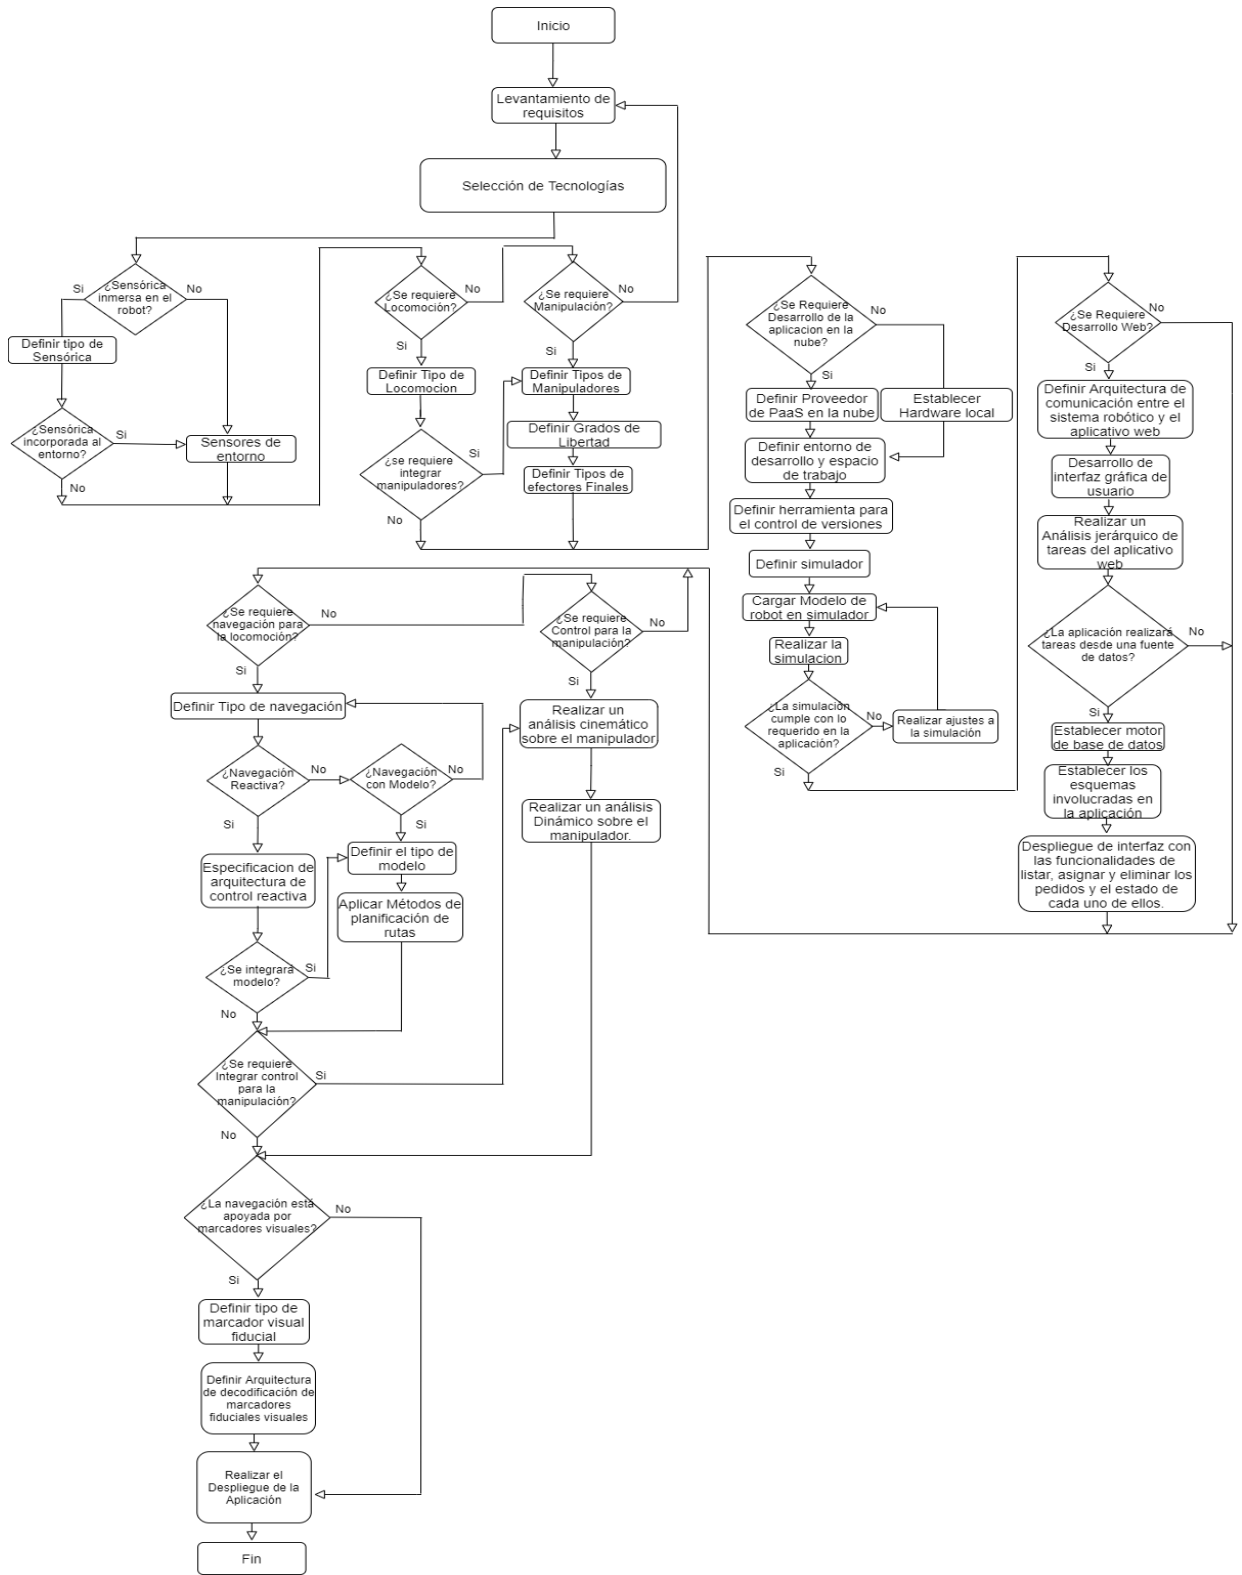 Inicio
Levantamiento de
requisitos
Selección de Tecnologías
¿Sensórica
inmersa en el
robot?
Si
No
Definir tipo de
Sensórica
¿Sensórica
incorporada al
entorno?
Si
No
Sensores de
entorno
¿Se requiere
Locomoción?
No
Si
Definir Tipo de
Locomocion
¿se requiere
integrar
manipuladores?
Si
No
¿Se requiere
Manipulación?
No
Si
Definir Tipos de
Manipuladores
Definir Grados de
Libertad
Definir Tipos de
efectores Finales
¿Se Requiere
Desarrollo de la
aplicacion en la
nube?
No
Si
Definir Proveedor
de PaaS en la nube
Establecer
Hardware local
Definir entorno de
desarrollo y espacio
de trabajo
Definir herramienta para
el control de versiones
Definir simulador
Cargar Modelo de
robot en simulador
Realizar la
simulacion
¿La simulación
cumple con lo
requerido en la
aplicación?
No
Si
Realizar ajustes a
la simulación
¿Se Requiere
Desarrollo Web?
No
Si
Definir Arquitectura de
comunicación entre el
sistema robótico y el
aplicativo web
Desarrollo de
interfaz gráfica de
usuario
Realizar un
Análisis jerárquico de
tareas del aplicativo
web
¿La aplicación realizará
tareas desde una fuente
de datos?
No
Si
Establecer motor
de base de datos
Establecer los
esquemas
involucradas en
la aplicación
Despliegue de interfaz con
las funcionalidades de
listar, asignar y eliminar los
pedidos y el estado de
cada uno de ellos.
¿Se requiere
navegación para
la locomoción?
No
Si
¿Se requiere
Control para la
manipulación?
No
Si
Definir Tipo de navegación
¿Navegación
Reactiva?
No
Si
¿Navegación
con Modelo?
No
Si
Especificacion de
arquitectura de
control reactiva
Definir el tipo de
modelo
Aplicar Métodos de
planificación de
rutas
¿Se integrará
modelo?
Si
No
Realizar un
análisis cinemático
sobre el manipulador.
Realizar un análisis
Dinámico sobre el
manipulador.
¿Se requiere
Integrar control
para la
manipulación?
Si
No
¿La navegación está
apoyada por
marcadores visuales?
No
Si
Definir tipo de
marcador visual
fiducial
Definir Arquitectura
de decodificación de
marcadores
fiduciales visuales
Realizar el
Despliegue de la
Aplicación
Fin